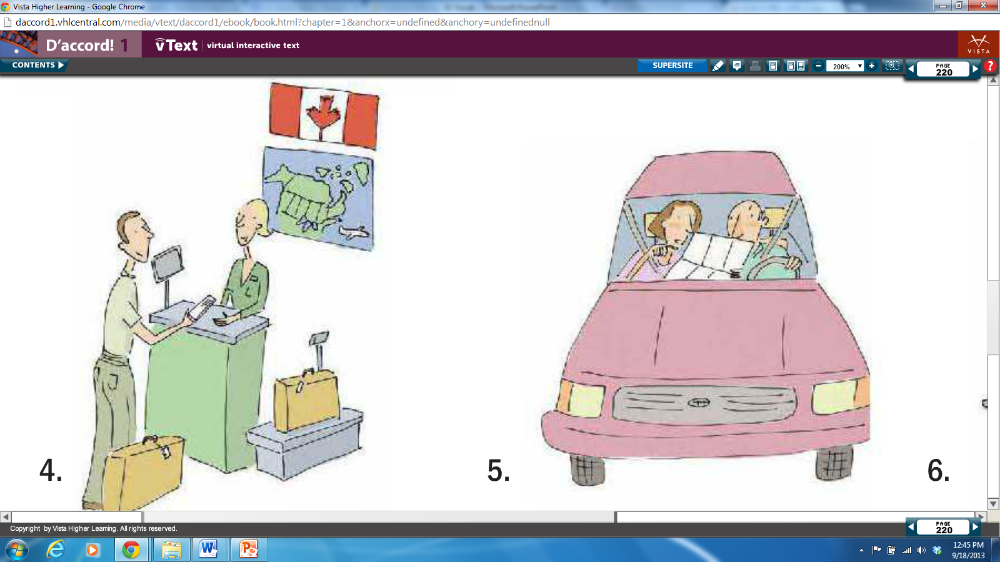 Vista Higher Learning - Google Chrome
daccord1.vhlcentral.com/media/vtext/daccord1/ebook/book.html?chapter=1&anchorx=undefined&anchory=undefinednull
D'accord! 1 vText virtual interactive text VISTA
CONTENTS SUPERSITE 200% PAGE 220 ?
4. 5. 6.
PAGE 220
Copyright by Vista Higher Learning. All rights reserved.
12:45 PM
9/18/2013